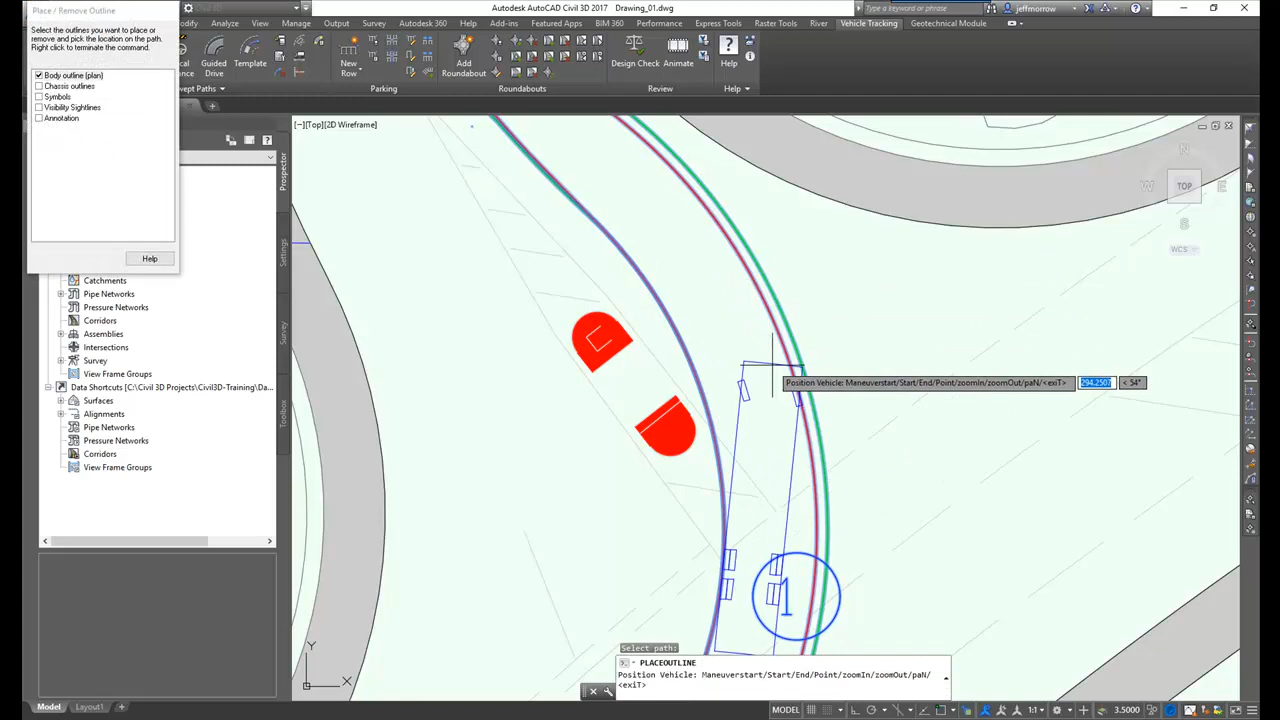 Place / Remove Outline
Select the outlines you want to place or
remove and pick the location on the path.
Right click to terminate the command.
Body outline (plan)
Chassis outlines
Symbols
Visibility Sightlines
Annotation
Help
Autodesk AutoCAD Civil 3D 2017 Drawing_01.dwg
Type a keyword or phrase
jeffmorrow
Modify
Analyze
View
Manage
Output
Survey
Autodesk 360
Help
Add-ins
Featured Apps
BIM 360
Performance
Express Tools
Raster Tools
River
Vehicle Tracking
Geotechnical Module
Guided
Drive
Template
New
Row
Add
Roundabout
Design Check
Animate
Help
Parking
Roundabouts
Review
Help
[−][Top][2D Wireframe]
Prospector
Settings
Survey
Toolbox
Catchments
Pipe Networks
Pressure Networks
Corridors
Assemblies
Intersections
Survey
View Frame Groups
Data Shortcuts [C:\Civil 3D Projects\Civil3D-Training\Da...
Surfaces
Alignments
Pipe Networks
Pressure Networks
Corridors
View Frame Groups
N
W
TOP
E
S
WCS
Position Vehicle: Maneuverstart/Start/End/Point/zoomIn/zoomOut/paN/<exiT>
294.2507
< 54°
1
Y
X
Select path:
PLACEOUTLINE
Position Vehicle: Maneuverstart/Start/End/Point/zoomIn/zoomOut/paN/
<exiT>
Model
Layout1
MODEL
1:1
3.5000